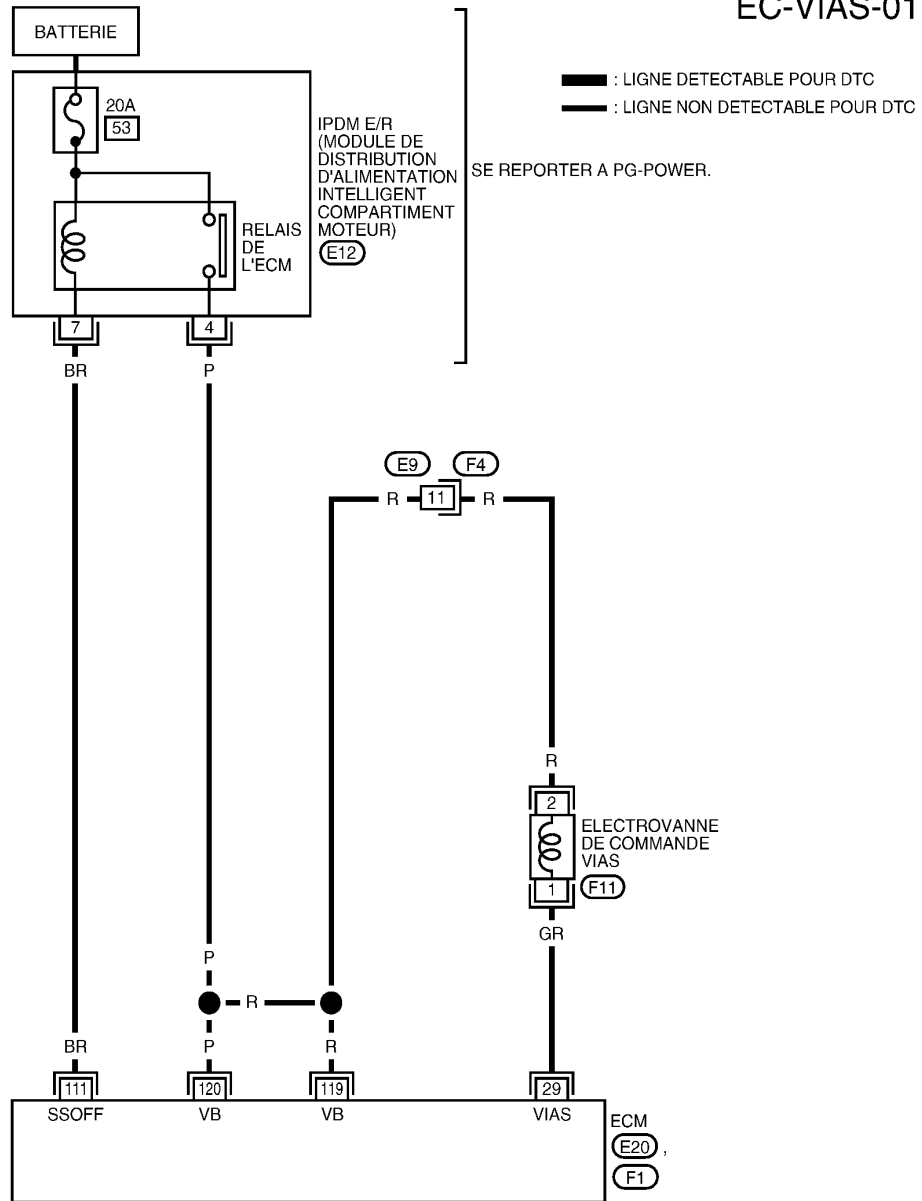 EC-VIAS-01
BATTERIE
: LIGNE DETECTABLE POUR DTC
: LIGNE NON DETECTABLE POUR DTC
20A
53
IPDM E/R
(MODULE DE
DISTRIBUTION
D'ALIMENTATION
INTELLIGENT
COMPARTIMENT
MOTEUR)
E12
SE REPORTER A PG-POWER.
RELAIS
DE
L'ECM
7
4
BR
P
E9
F4
R
11
R
R
2
ELECTROVANNE
DE COMMANDE
VIAS
F11
1
GR
P
R
BR
P
R
111
120
119
29
SSOFF
VB
VB
VIAS
ECM
E20 ,
F1